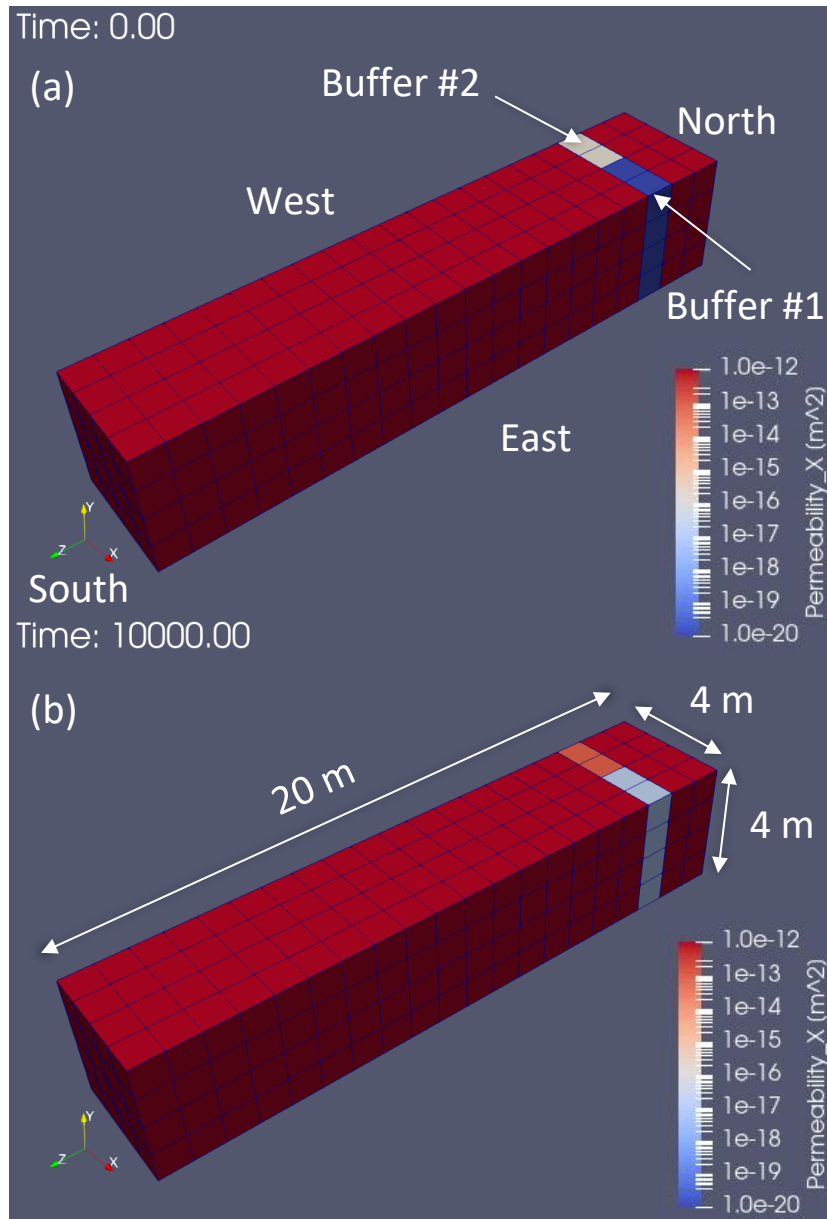 Time: 0.00
(a)
Buffer #2
North
West
Buffer #1
East
1.0e-12
1e-13
1e-14
1e-15
1e-16
1e-17
1e-18
1e-19
1.0e-20
Permeability_X (m^2)
Y
Z
X
South
Time: 10000.00
(b)
4 m
20 m
4 m
1.0e-12
1e-13
1e-14
1e-15
1e-16
1e-17
1e-18
1e-19
1.0e-20
Permeability_X (m^2)
Y
Z
X